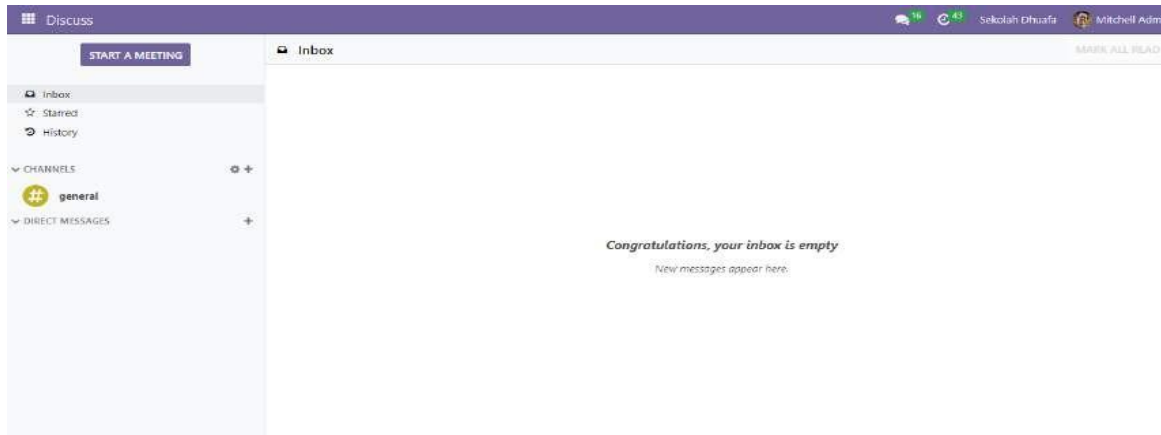 Discuss
16
43
Sekolah Dhuafa
Mitchell Adm
START A MEETING
Inbox
MARK ALL READ
Inbox
Starred
History
CHANNELS
general
DIRECT MESSAGES
Congratulations, your inbox is empty
New messages appear here.